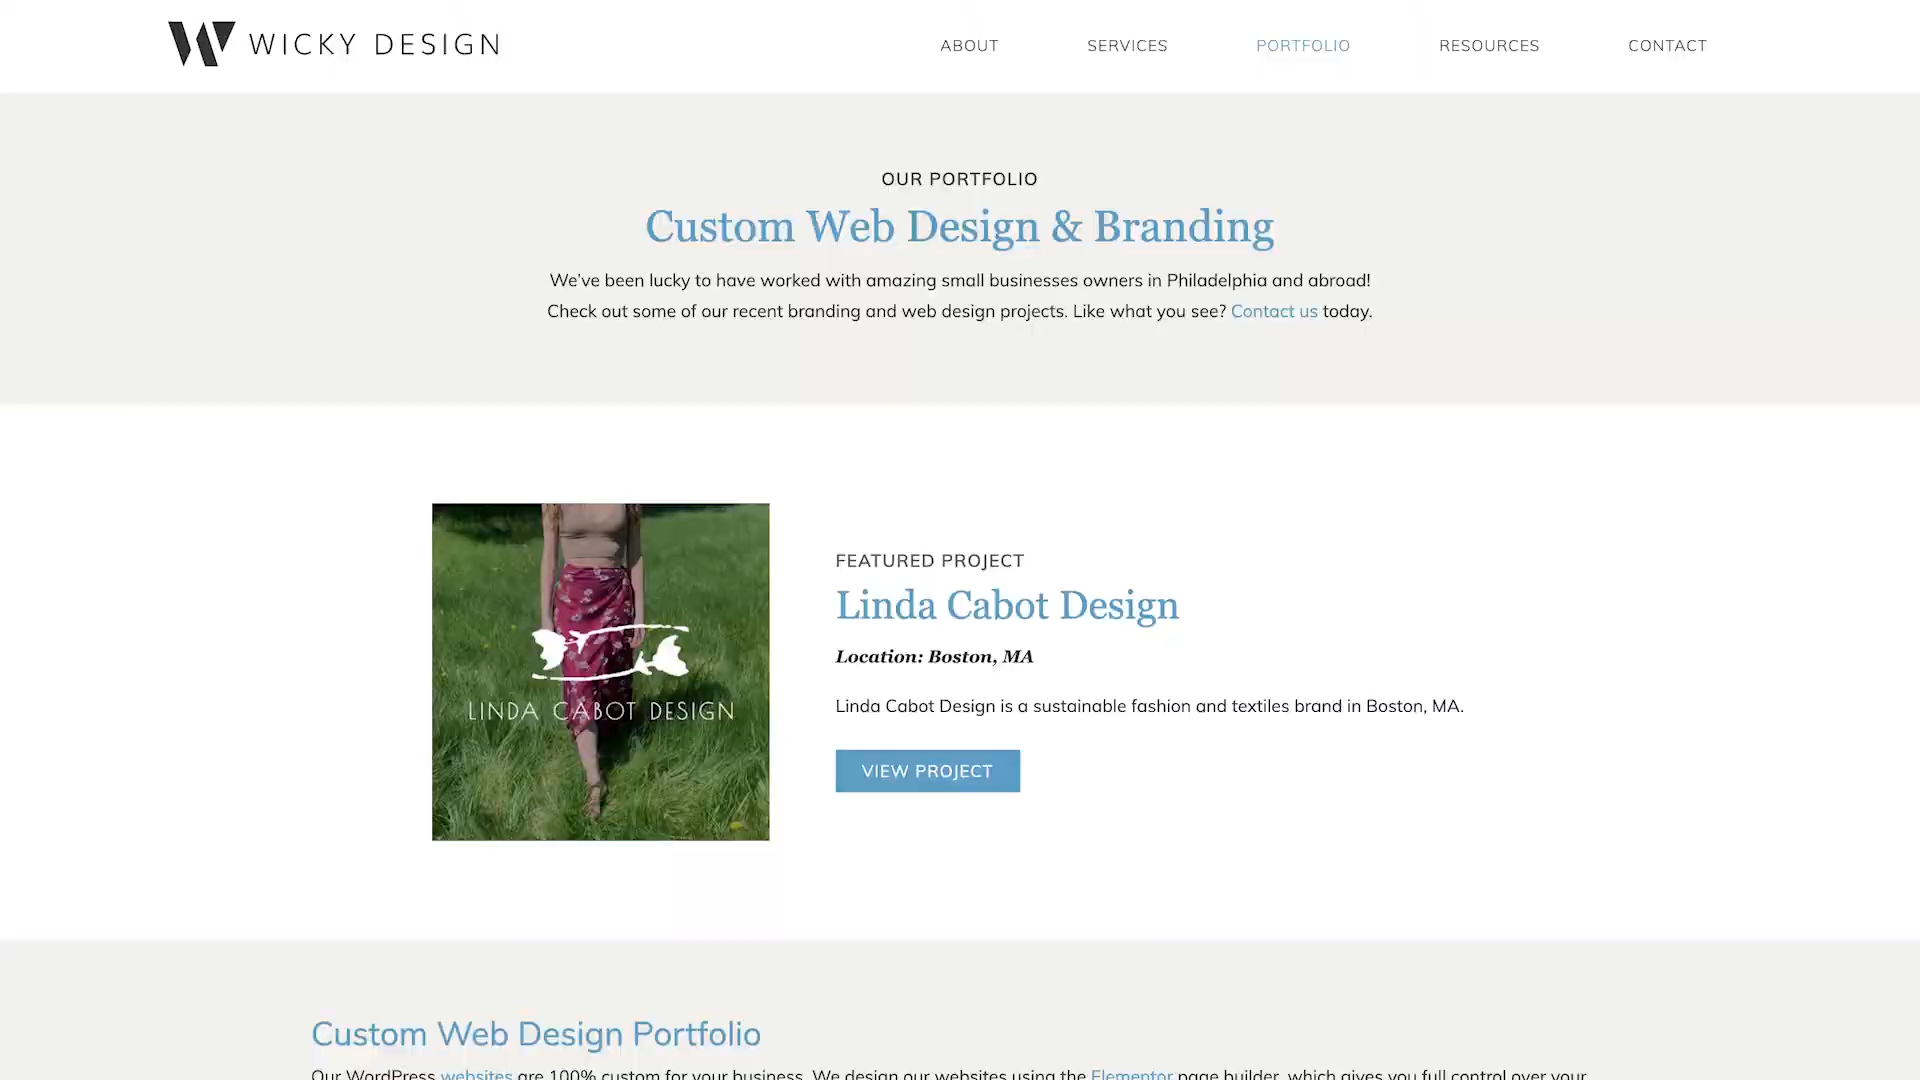 WICKY DESIGN
ABOUT
SERVICES
PORTFOLIO
RESOURCES
CONTACT
OUR PORTFOLIO
Custom Web Design & Branding
We’ve been lucky to have worked with amazing small businesses owners in Philadelphia and abroad!
Check out some of our recent branding and web design projects. Like what you see? Contact us today.
LINDA CABOT DESIGN
FEATURED PROJECT
Linda Cabot Design
Location: Boston, MA
Linda Cabot Design is a sustainable fashion and textiles brand in Boston, MA.
VIEW PROJECT
Custom Web Design Portfolio
Our WordPress websites are 100% custom for your business. We design our websites using the Elementor page builder, which gives you full control over your